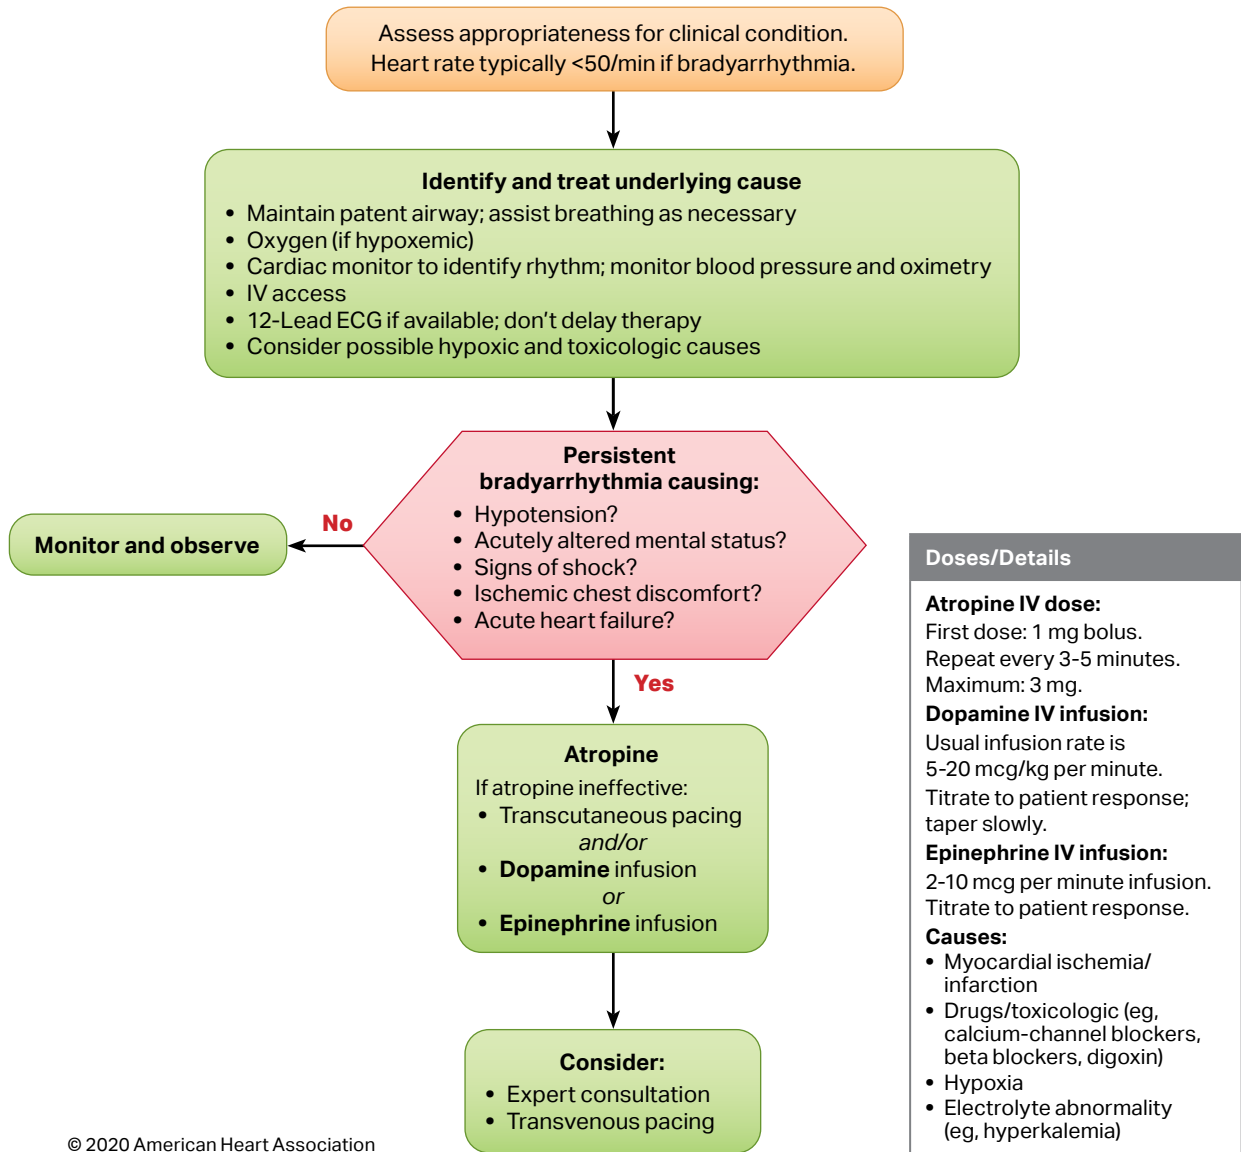 Assess appropriateness for clinical condition.
Heart rate typically <50/min if bradyarrhythmia.
Identify and treat underlying cause
• Maintain patent airway; assist breathing as necessary
• Oxygen (if hypoxemic)
• Cardiac monitor to identify rhythm; monitor blood pressure and oximetry
• IV access
• 12-Lead ECG if available; don't delay therapy
• Consider possible hypoxic and toxicologic causes
Persistent
bradyarrhythmia causing:
• Hypotension?
• Acutely altered mental status?
• Signs of shock?
• Ischemic chest discomfort?
• Acute heart failure?
No
Monitor and observe
Yes
Atropine
If atropine ineffective:
• Transcutaneous pacing
and/or
• Dopamine infusion
or
• Epinephrine infusion
Consider:
• Expert consultation
• Transvenous pacing
Doses/Details
Atropine IV dose:
First dose: 1 mg bolus.
Repeat every 3-5 minutes.
Maximum: 3 mg.
Dopamine IV infusion:
Usual infusion rate is
5-20 mcg/kg per minute.
Titrate to patient response;
taper slowly.
Epinephrine IV infusion:
2-10 mcg per minute infusion.
Titrate to patient response.
Causes:
• Myocardial ischemia/
infarction
• Drugs/toxicologic (eg,
calcium-channel blockers,
beta blockers, digoxin)
• Hypoxia
• Electrolyte abnormality
(eg, hyperkalemia)
© 2020 American Heart Association